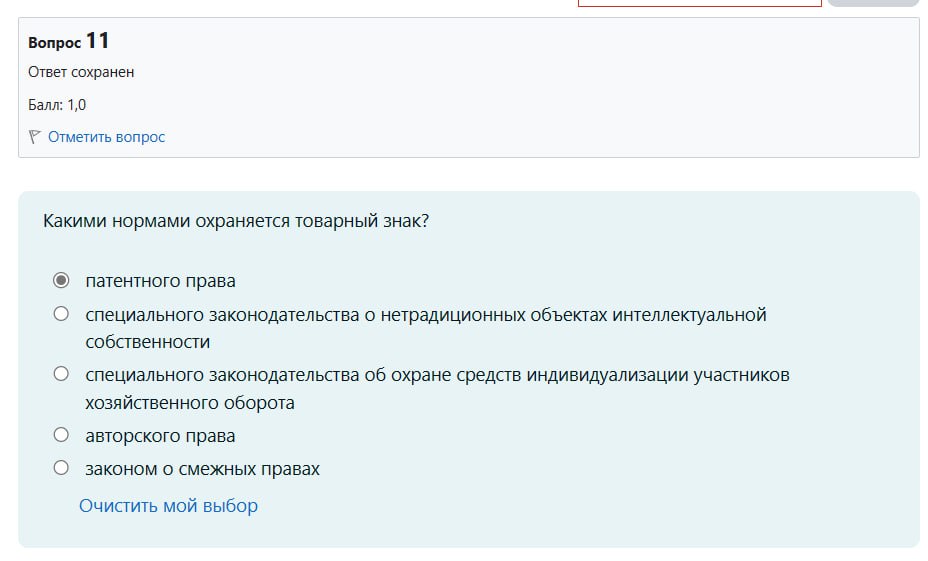 Вопрос 11
Ответ сохранен
Балл: 1,0
Отметить вопрос
Какими нормами охраняется товарный знак?
патентного права
специального законодательства о нетрадиционных объектах интеллектуальной
собственности
специального законодательства об охране средств индивидуализации участников
хозяйственного оборота
авторского права
законом о смежных правах
Очистить мой выбор